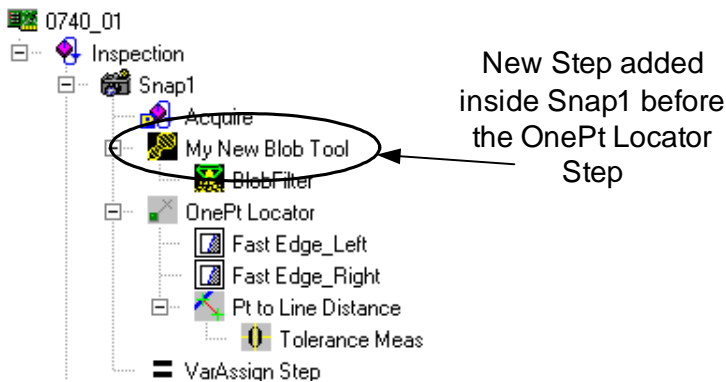 0740_01
Inspection
Snap1
Acquire
My New Blob Tool
BlobFilter
OnePt Locator
Fast Edge_Left
Fast Edge_Right
Pt to Line Distance
Tolerance Meas
VarAssign Step
New Step added
inside Snap1 before
the OnePt Locator
Step